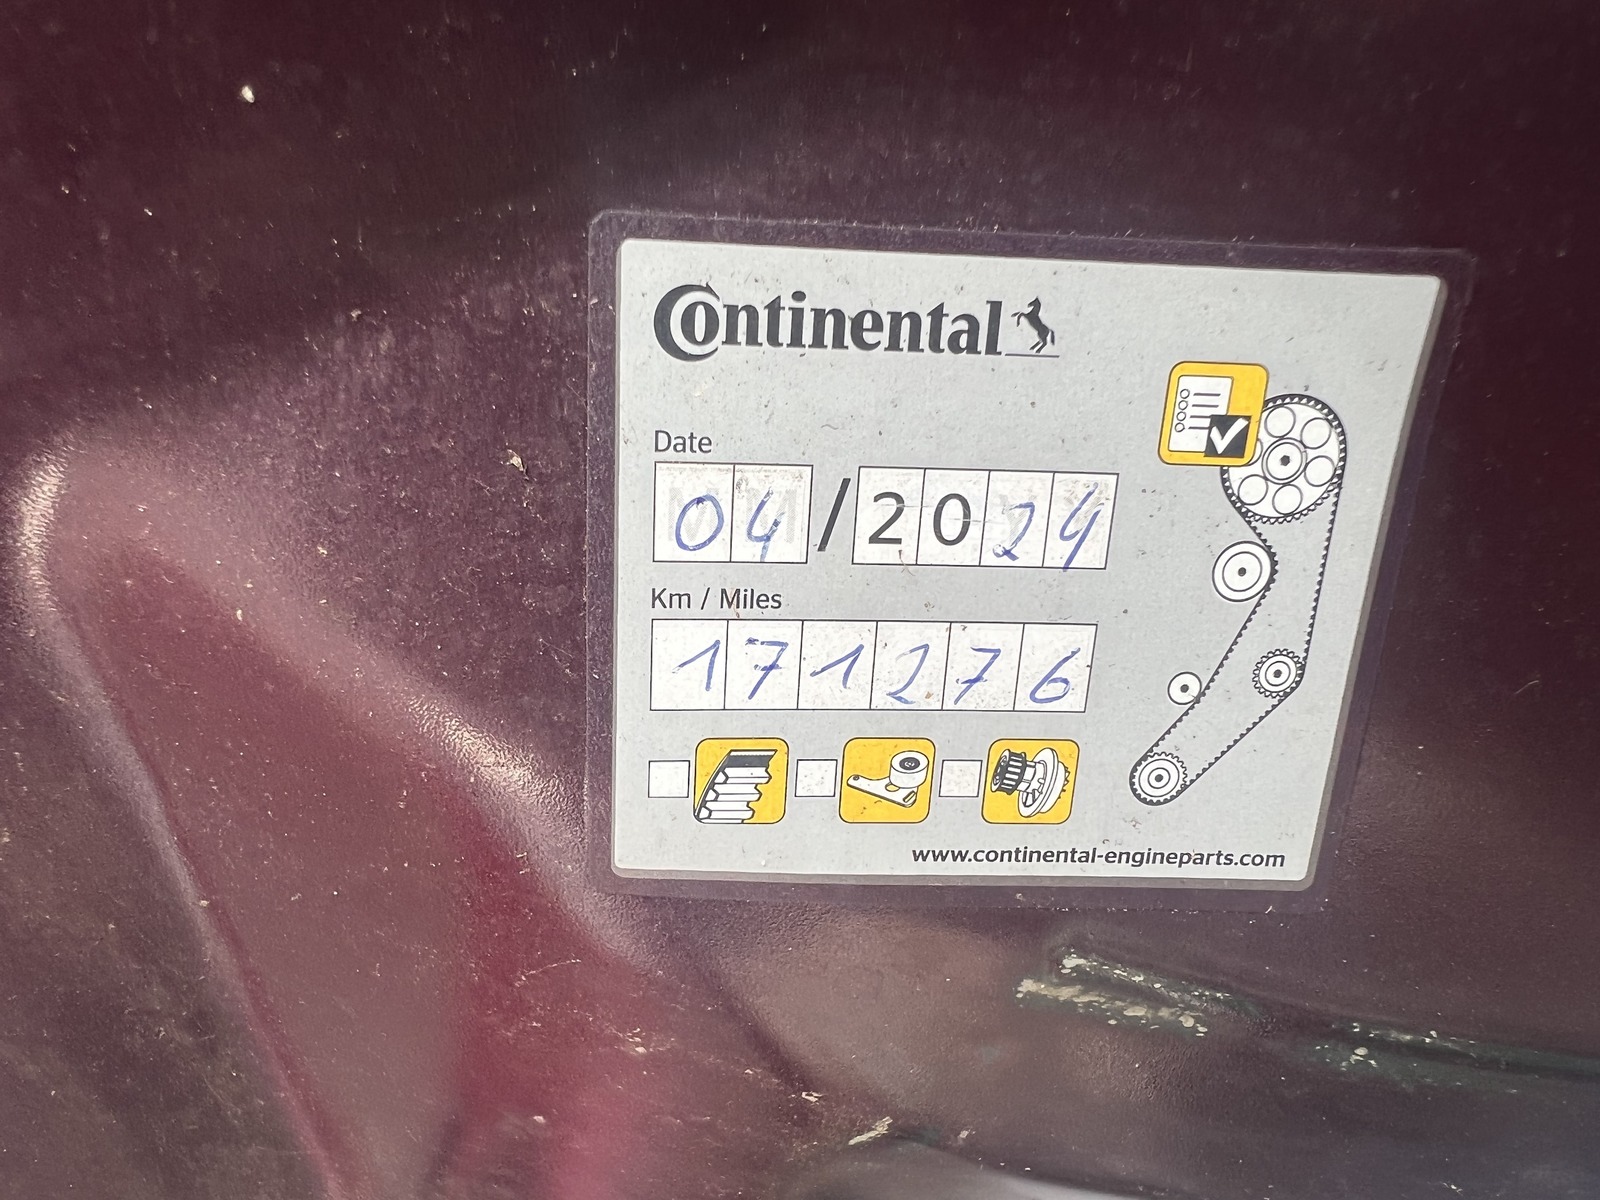 Continental
Date
04/2024
Km / Miles
171276
www.continental-engineparts.com